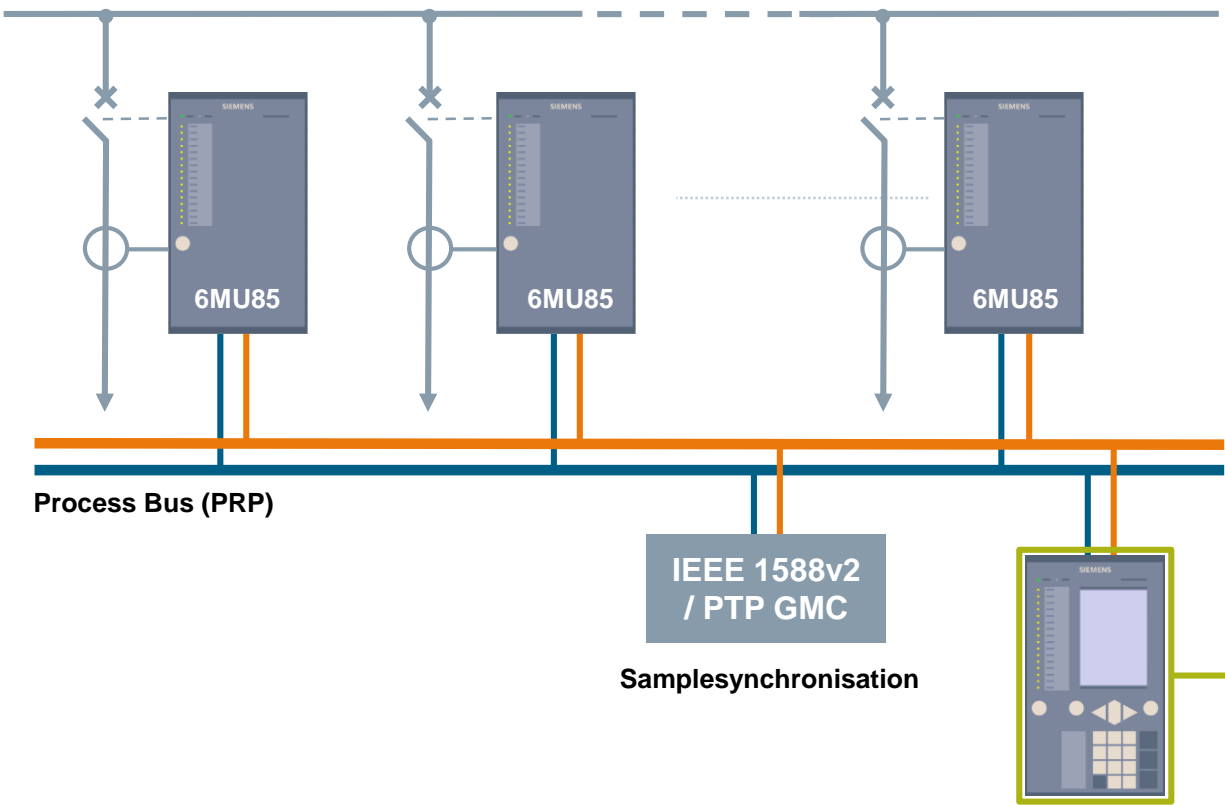 SIEMENS
SIEMENS
SIEMENS
6MU85
6MU85
6MU85
Process Bus (PRP)
IEEE 1588v2
/ PTP GMC
Samplesynchronisation
SIEMENS